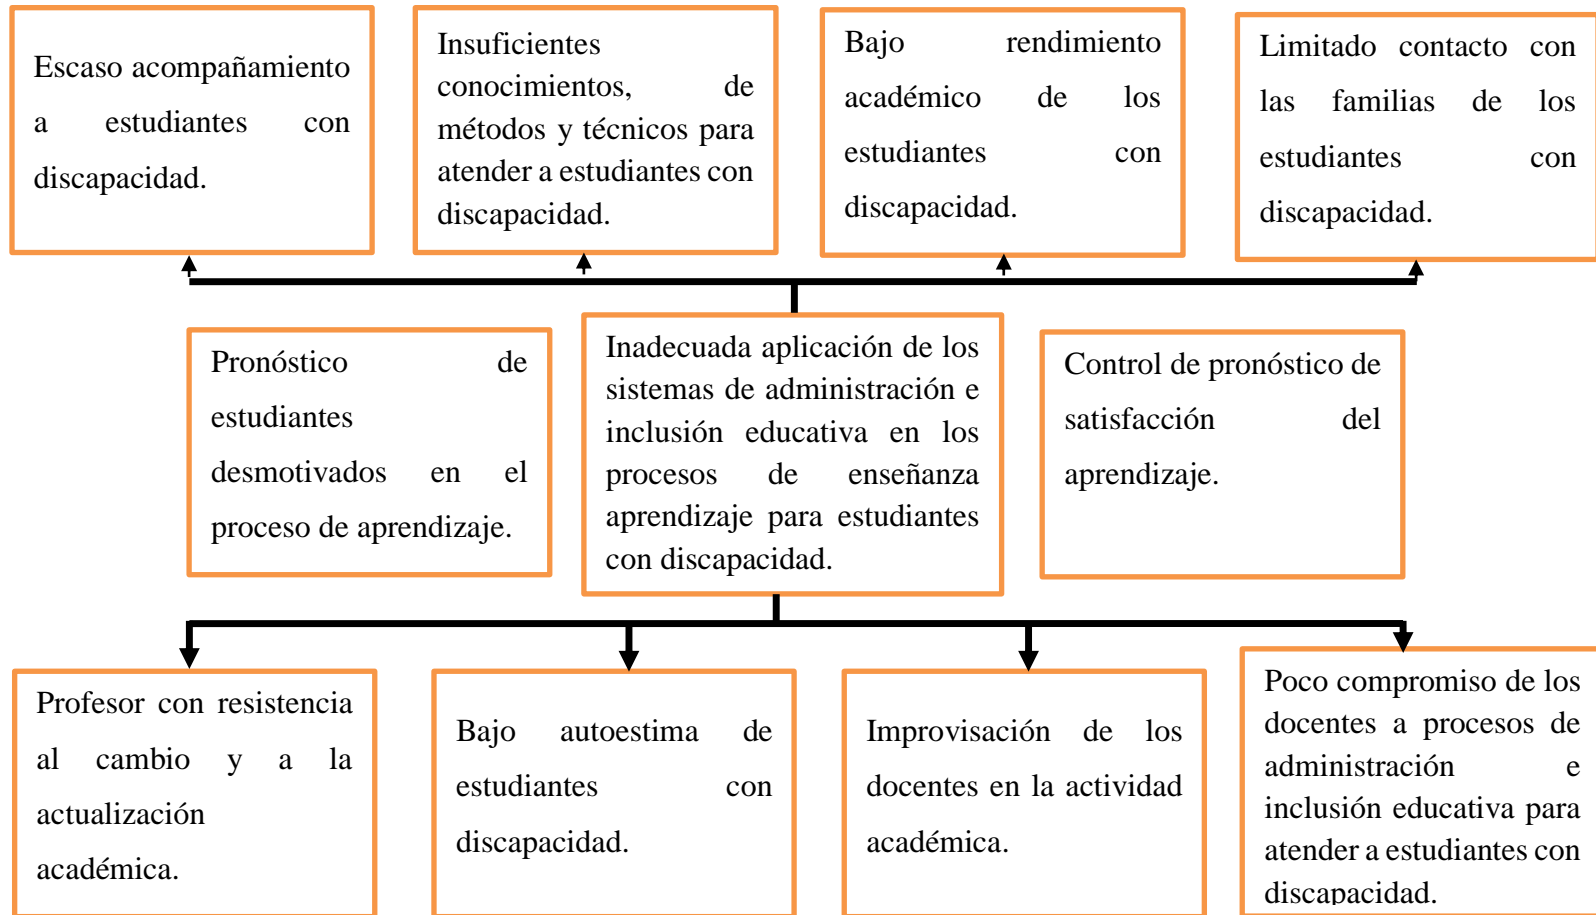 Escaso acompañamiento
a estudiantes con
discapacidad.
Insuficientes
conocimientos, de
métodos y técnicos para
atender a estudiantes con
discapacidad.
Bajo rendimiento
académico de los
estudiantes con
discapacidad.
Limitado contacto con
las familias de los
estudiantes con
discapacidad.
Pronóstico de
estudiantes
desmotivados en el
proceso de aprendizaje.
Inadecuada aplicación de los
sistemas de administración e
inclusión educativa en los
procesos de enseñanza
aprendizaje para estudiantes
con discapacidad.
Control de pronóstico de
satisfacción del
aprendizaje.
Profesor con resistencia
al cambio y a la
actualización
académica.
Bajo autoestima de
estudiantes con
discapacidad.
Improvisación de los
docentes en la actividad
académica.
Poco compromiso de los
docentes a procesos de
administración e
inclusión educativa para
atender a estudiantes con
discapacidad.